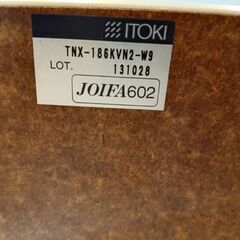 ITOKI
TNX-186KVN2-W9
LOT. 131028
JOIFA602